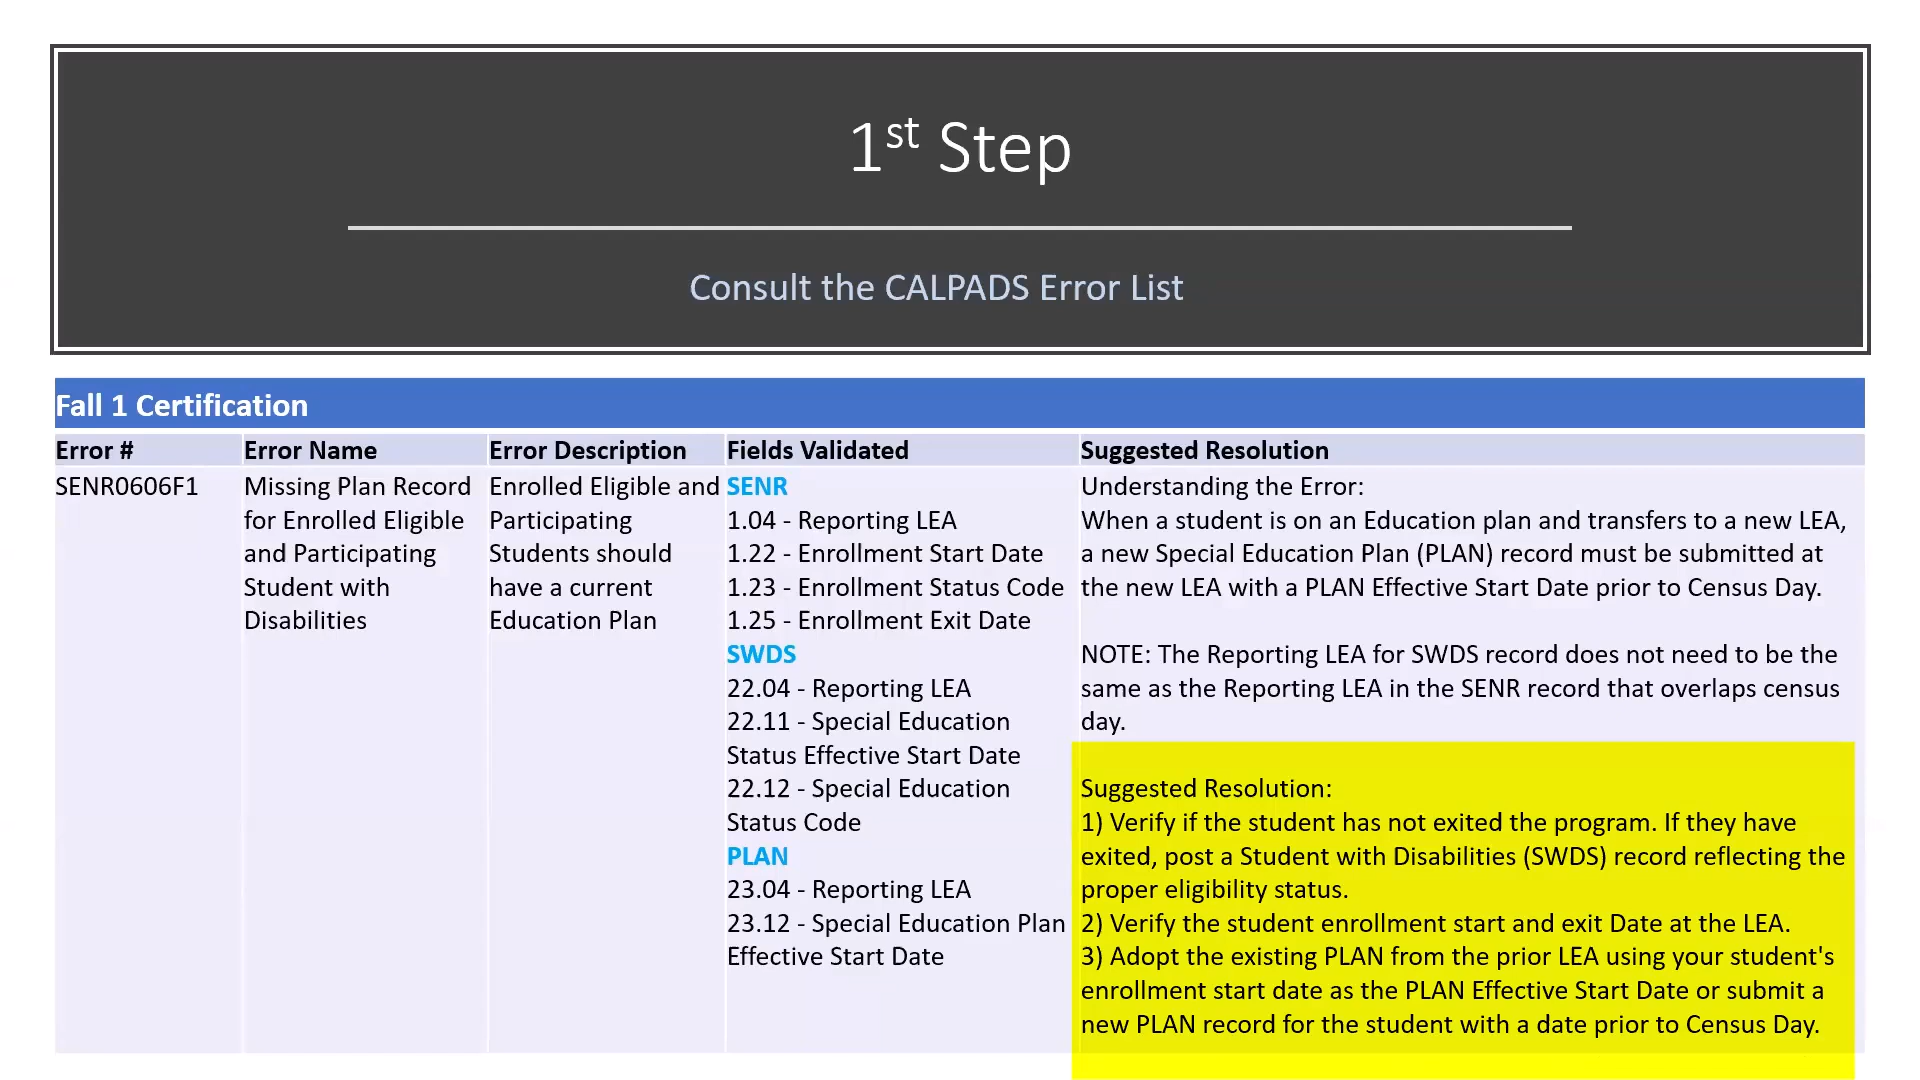 1st Step
Consult the CALPADS Error List
Fall 1 Certification
Error #
Error Name
Error Description
Fields Validated
Suggested Resolution
SENR0606F1
Missing Plan Record
for Enrolled Eligible
and Participating
Student with
Disabilities
Enrolled Eligible and
Participating
Students should
have a current
Education Plan
SENR
1.04 - Reporting LEA
1.22 - Enrollment Start Date
1.23 - Enrollment Status Code
1.25 - Enrollment Exit Date
SWDS
22.04 - Reporting LEA
22.11 - Special Education
Status Effective Start Date
22.12 - Special Education
Status Code
PLAN
23.04 - Reporting LEA
23.12 - Special Education Plan
Effective Start Date
Understanding the Error:
When a student is on an Education plan and transfers to a new LEA,
a new Special Education Plan (PLAN) record must be submitted at
the new LEA with a PLAN Effective Start Date prior to Census Day.
NOTE: The Reporting LEA for SWDS record does not need to be the
same as the Reporting LEA in the SENR record that overlaps census
day.
Suggested Resolution:
1) Verify if the student has not exited the program. If they have
exited, post a Student with Disabilities (SWDS) record reflecting the
proper eligibility status.
2) Verify the student enrollment start and exit Date at the LEA.
3) Adopt the existing PLAN from the prior LEA using your student's
enrollment start date as the PLAN Effective Start Date or submit a
new PLAN record for the student with a date prior to Census Day.